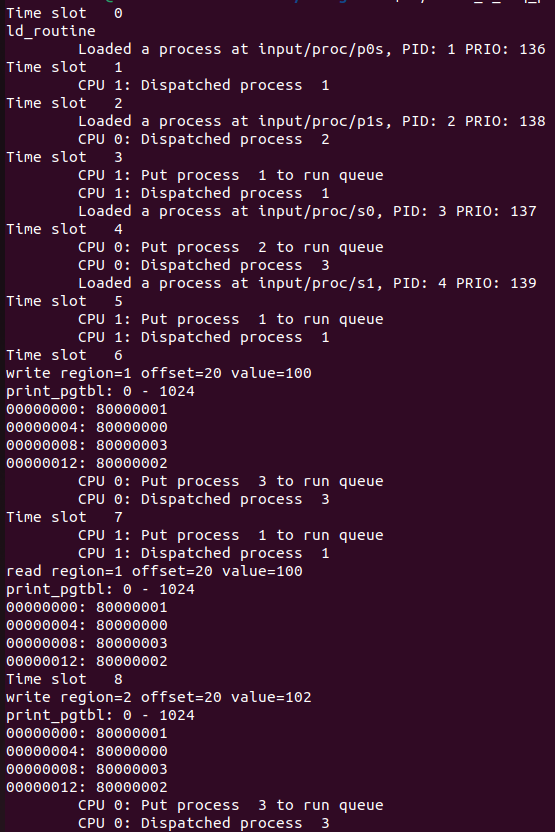 Time slot   0
ld_routine
        Loaded a process at input/proc/p0s, PID: 1 PRIO: 136
Time slot   1
        CPU 1: Dispatched process  1
Time slot   2
        Loaded a process at input/proc/p1s, PID: 2 PRIO: 138
        CPU 0: Dispatched process  2
Time slot   3
        CPU 1: Put process  1 to run queue
        CPU 1: Dispatched process  1
        Loaded a process at input/proc/s0, PID: 3 PRIO: 137
Time slot   4
        CPU 0: Put process  2 to run queue
        CPU 0: Dispatched process  3
        Loaded a process at input/proc/s1, PID: 4 PRIO: 139
Time slot   5
        CPU 1: Put process  1 to run queue
        CPU 1: Dispatched process  1
Time slot   6
write region=1 offset=20 value=100
print_pgtbl: 0 - 1024
00000000: 80000001
00000004: 80000000
00000008: 80000003
00000012: 80000002
        CPU 0: Put process  3 to run queue
        CPU 0: Dispatched process  3
Time slot   7
        CPU 1: Put process  1 to run queue
        CPU 1: Dispatched process  1
read region=1 offset=20 value=100
print_pgtbl: 0 - 1024
00000000: 80000001
00000004: 80000000
00000008: 80000003
00000012: 80000002
Time slot   8
write region=2 offset=20 value=102
print_pgtbl: 0 - 1024
00000000: 80000001
00000004: 80000000
00000008: 80000003
00000012: 80000002
        CPU 0: Put process  3 to run queue
        CPU 0: Dispatched process  3